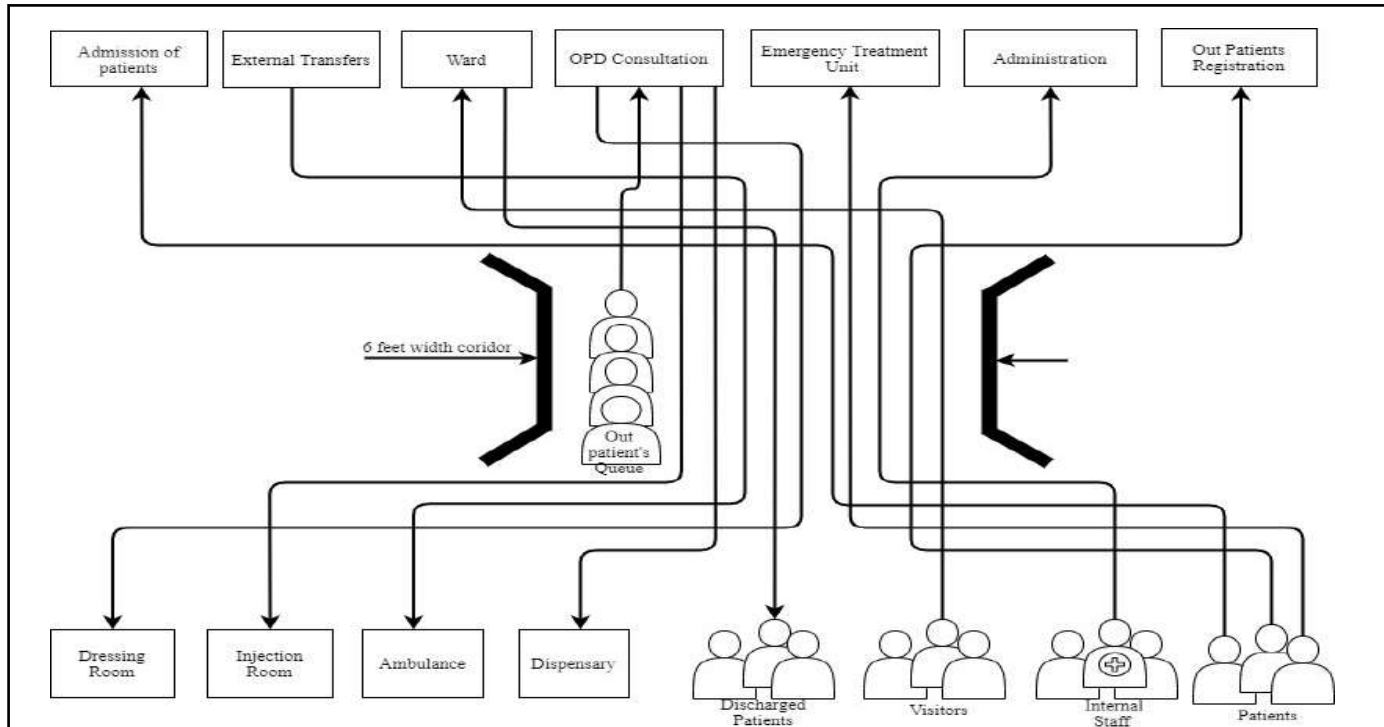 Admission of
patients
External Transfers
Ward
OPD Consultation
Emergency Treatment
Unit
Administration
Out Patients
Registration
6 feet width coridor
Out
patient's
Queue
Dressing
Room
Injection
Room
Ambulance
Dispensary
Discharged
Patients
Visitors
Internal
Staff
Patients